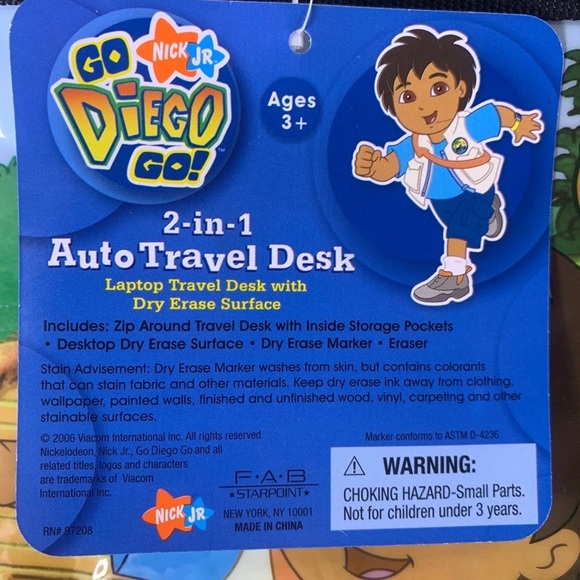 GO
NICK JR.
DIEGO
GO!™
Ages
3+
2-in-1
Auto Travel Desk
Laptop Travel Desk with
Dry Erase Surface
Includes: Zip Around Travel Desk with Inside Storage Pockets
• Desktop Dry Erase Surface • Dry Erase Marker • Eraser
Stain Advisement: Dry Erase Marker washes from skin, but contains colorants
that can stain fabric and other materials. Keep dry erase ink away from clothing,
wallpaper, painted walls, finished and unfinished wood, vinyl, carpeting and other
stainable surfaces.
© 2006 Viacom International Inc. All rights reserved.
Nickelodeon, Nick Jr., Go Diego Go and all
related titles, logos and characters
are trademarks of Viacom
International Inc.
RN# 97208
NICK JR.
F•A•B
★STARPOINT★
NEW YORK, NY 10001
MADE IN CHINA
Marker conforms to ASTM D-4236
⚠ WARNING:
CHOKING HAZARD-Small Parts.
Not for children under 3 years.